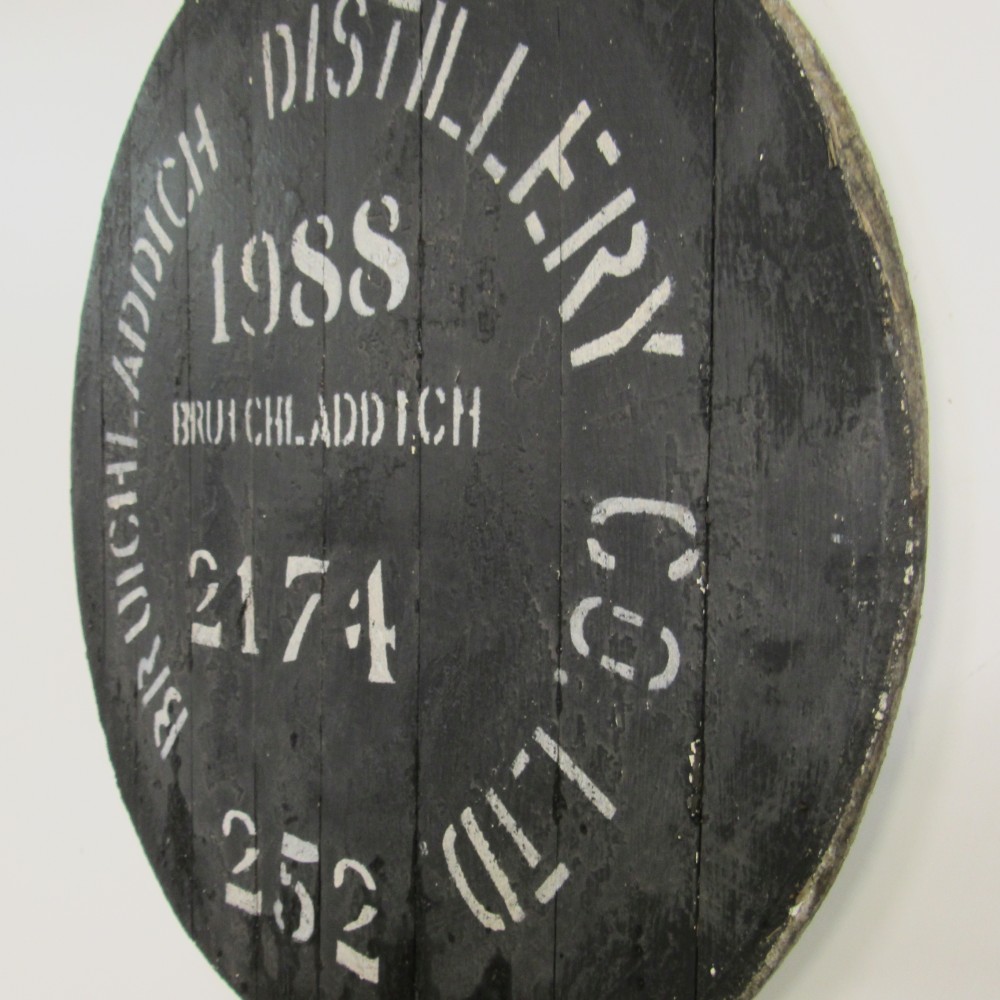 BRUICHLADDICH DISTILLERY CO. LTD
1988
BRUICHLADDICH
2174
252